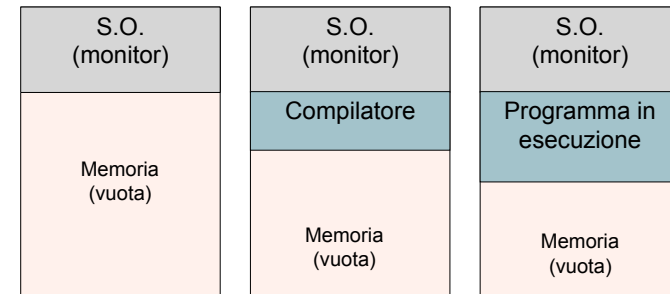 S.O.
(monitor)
Memoria
(vuota)
S.O.
(monitor)
Compilatore
Memoria
(vuota)
S.O.
(monitor)
Programma in
esecuzione
Memoria
(vuota)